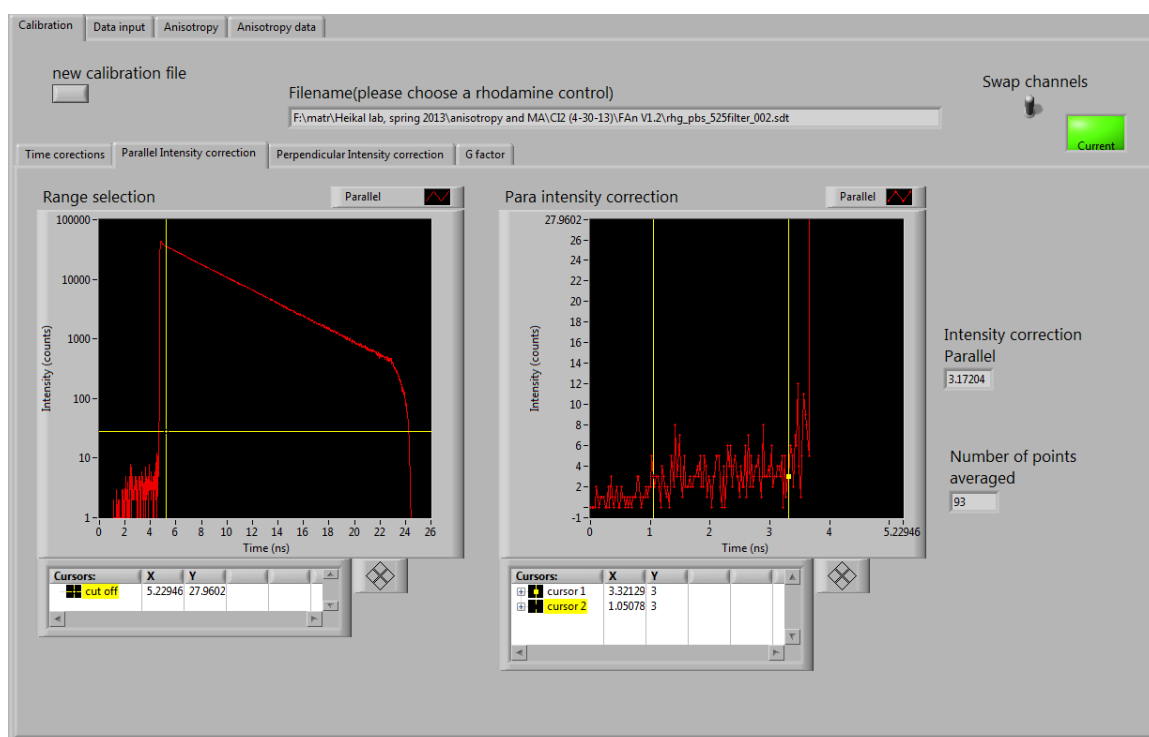 Calibration Data input Anisotropy Anisotropy data
new calibration file
Filename(please choose a rhodamine control)
F:\matr\Heikal lab, spring 2013\anisotropy and MA\CI2 (4-30-13)\FAn V1.2\rhg_pbs_525filter_002.sdt
Swap channels
Current
Time corections Parallel Intensity correction Perpendicular Intensity correction G factor
Range selection
Parallel
100000
10000
1000
100
10
1
Intensity (counts)
0 2 4 6 8 10 12 14 16 18 20 22 24 26
Time (ns)
Cursors: X Y
cut off 5.22946 27.9602
Para intensity correction
Parallel
27.9602
26
24
22
20
18
16
14
12
10
8
6
4
2
-1
Intensity (counts)
0 1 2 3 4 5.22946
Time (ns)
Cursors: X Y
cursor 1 3.32129 3
cursor 2 1.05078 3
Intensity correction
Parallel
3.17204
Number of points
averaged
93